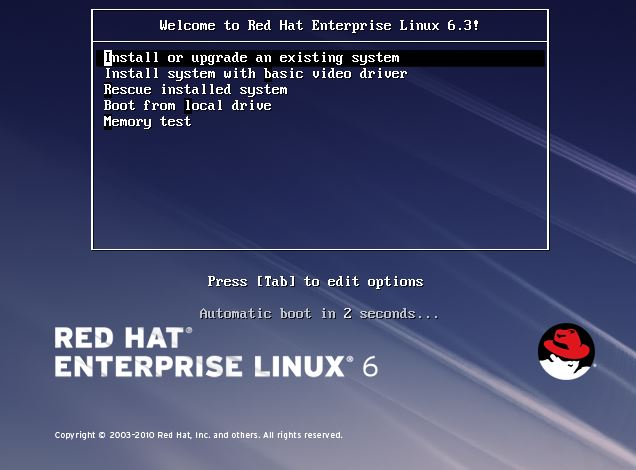 Welcome to Red Hat Enterprise Linux 6.3!
Install or upgrade an existing system
Install system with basic video driver
Rescue installed system
Boot from local drive
Memory test
Press [Tab] to edit options
Automatic boot in 2 seconds...
RED HAT®
ENTERPRISE LINUX® 6
Copyright © 2003-2010 Red Hat, Inc. and others. All rights reserved.